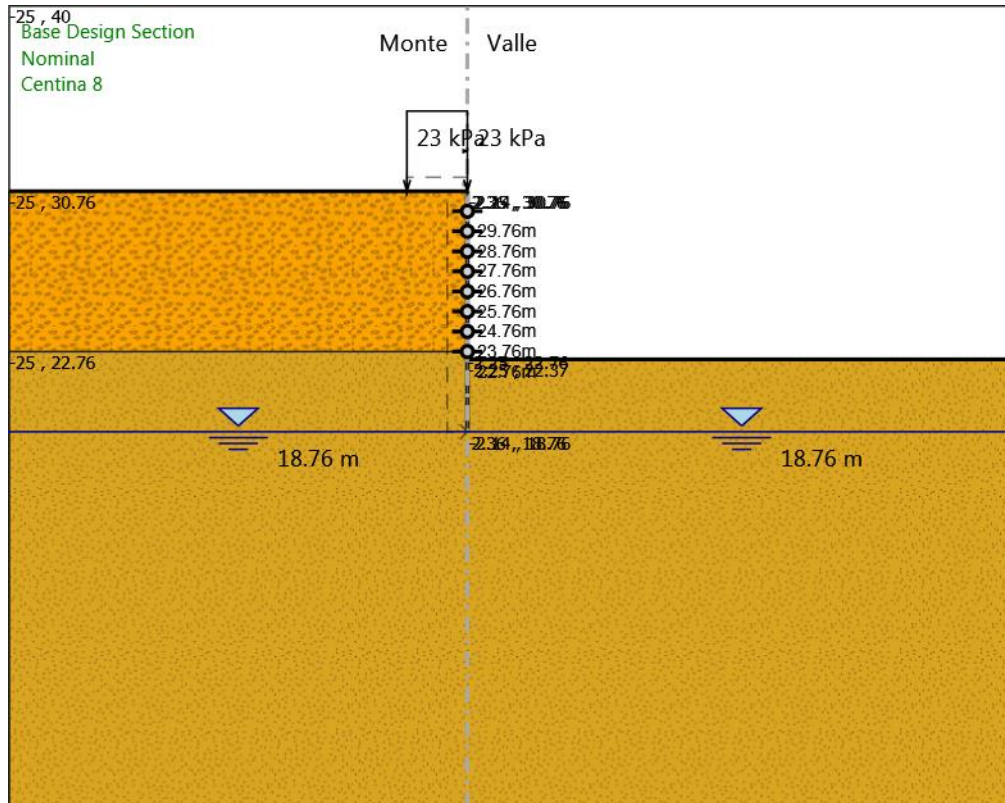 -25 , 40
Base Design Section
Nominal
Centina 8
Monte
Valle
23 kPa
23 kPa
-25 , 30.76
29.76m
28.76m
27.76m
26.76m
25.76m
24.76m
23.76m
-25 , 22.76
22.76m
18.76 m
18.76 m